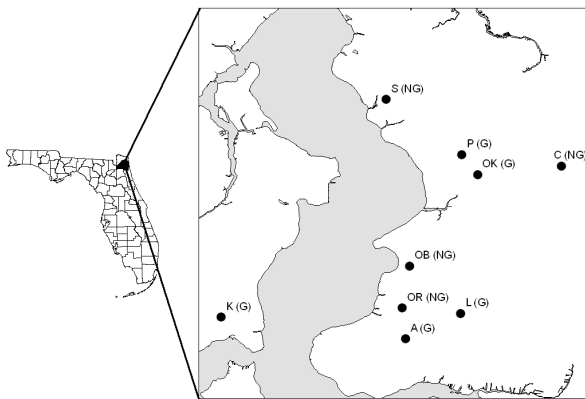 S (NG)
P (G)
C (NG)
OK (G)
OB (NG)
OR (NG)
L (G)
K (G)
A (G)